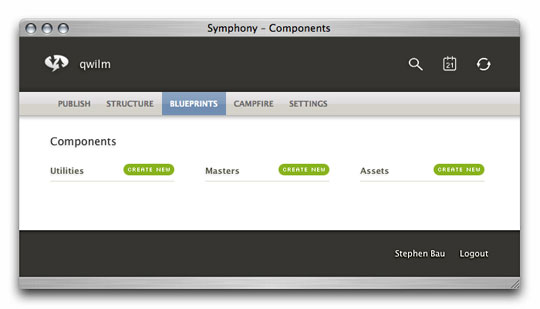 Symphony – Components
qwilm
21
PUBLISH STRUCTURE BLUEPRINTS CAMPFIRE SETTINGS
Components
Utilities CREATE NEW Masters CREATE NEW Assets CREATE NEW
Stephen Bau Logout